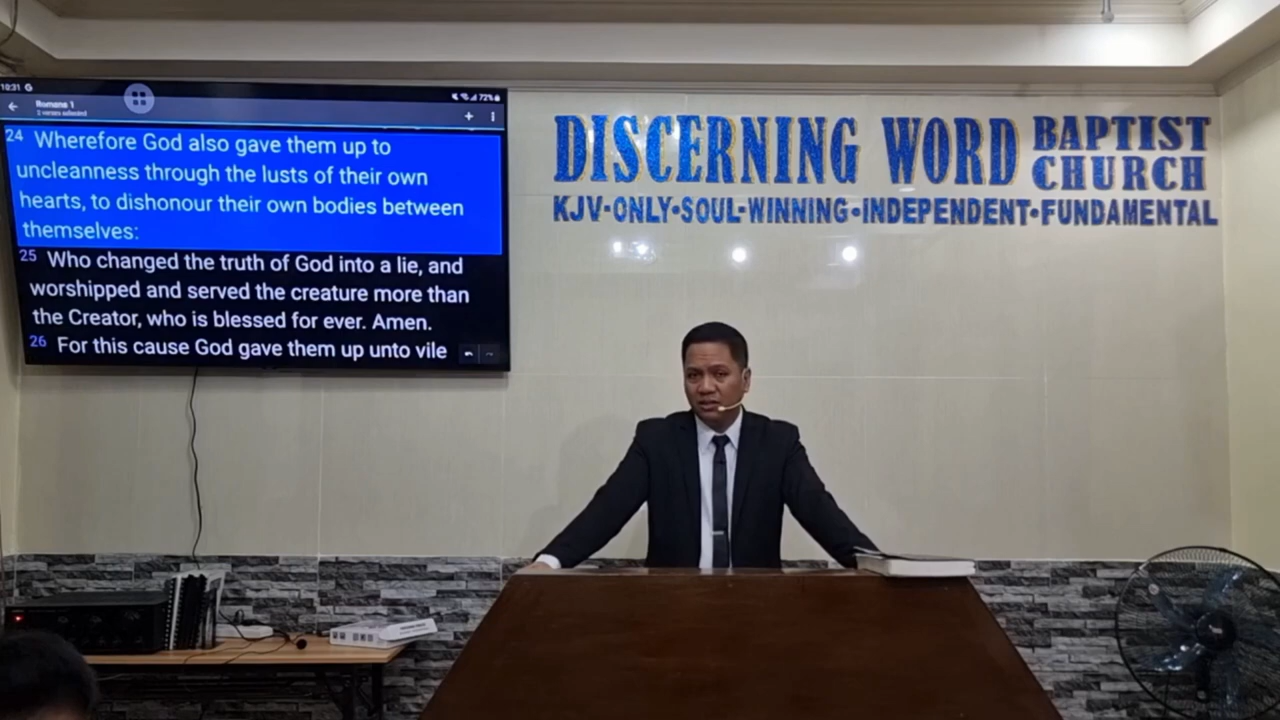 10:31 G
72%
Romans 1
24 Wherefore God also gave them up to
uncleanness through the lusts of their own
hearts, to dishonour their own bodies between
themselves:
25 Who changed the truth of God into a lie, and
worshipped and served the creature more than
the Creator, who is blessed for ever. Amen.
26 For this cause God gave them up unto vile
DISCERNING WORD BAPTIST
CHURCH
KJV-ONLY•SOUL-WINNING•INDEPENDENT•FUNDAMENTAL